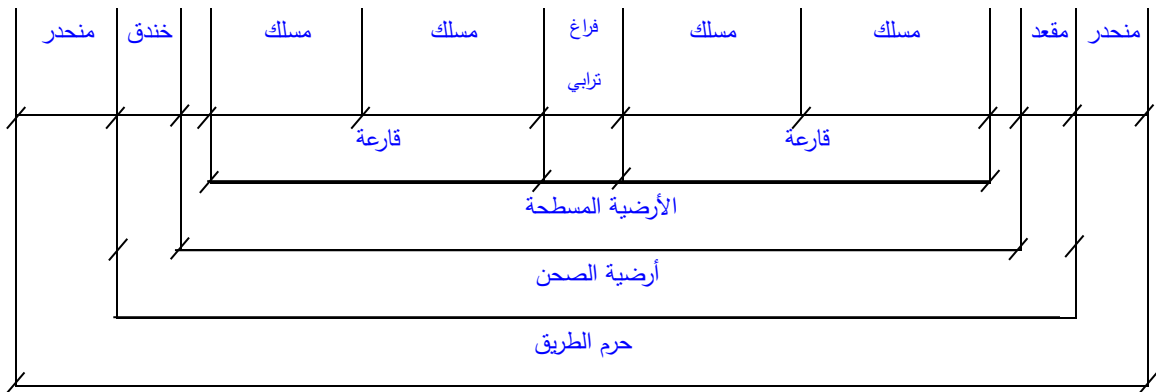 منحدر
مقعد
مسلك
مسلك
فراغ
ترابي
مسلك
مسلك
خندق
منحدر
قارعة
قارعة
الأرضية المسطحة
أرضية الصحن
حرم الطريق